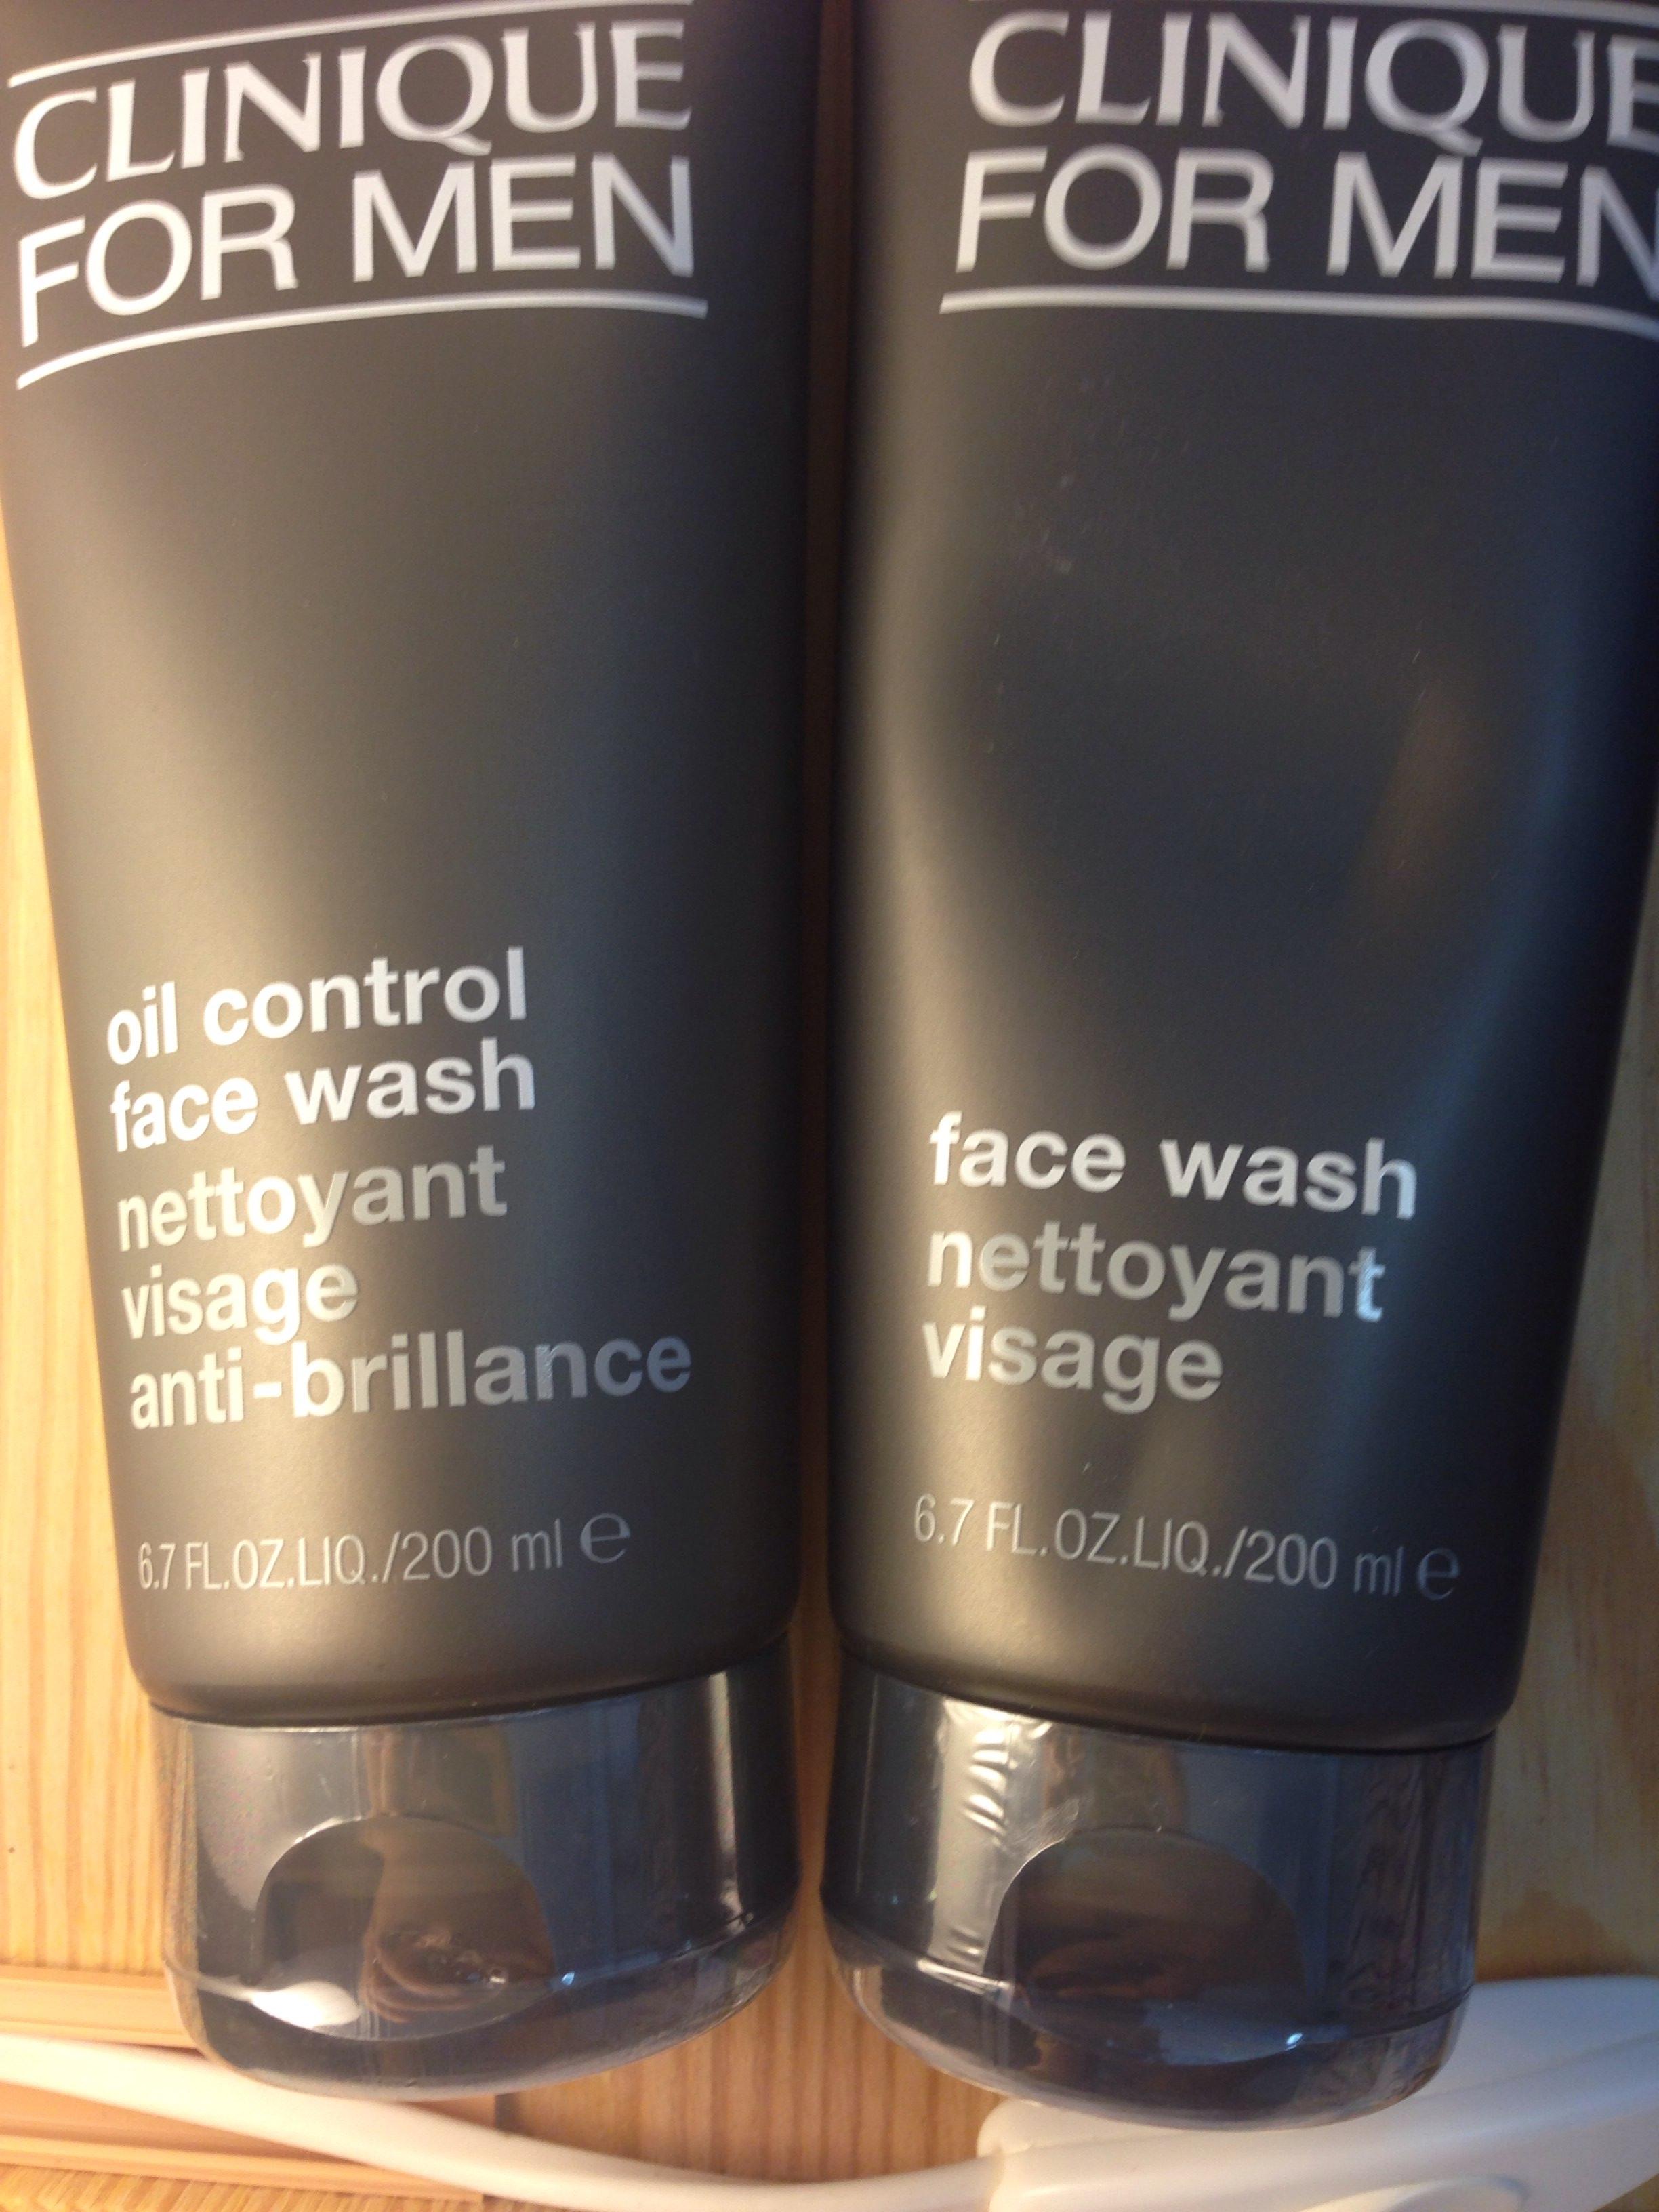 CLINIQUE
FOR MEN
oil control
face wash
nettoyant
visage
anti-brillance
6.7 FL.OZ.LIQ./200 ml e
CLINIQUE
FOR MEN
face wash
nettoyant
visage
6.7 FL.OZ.LIQ./200 ml e